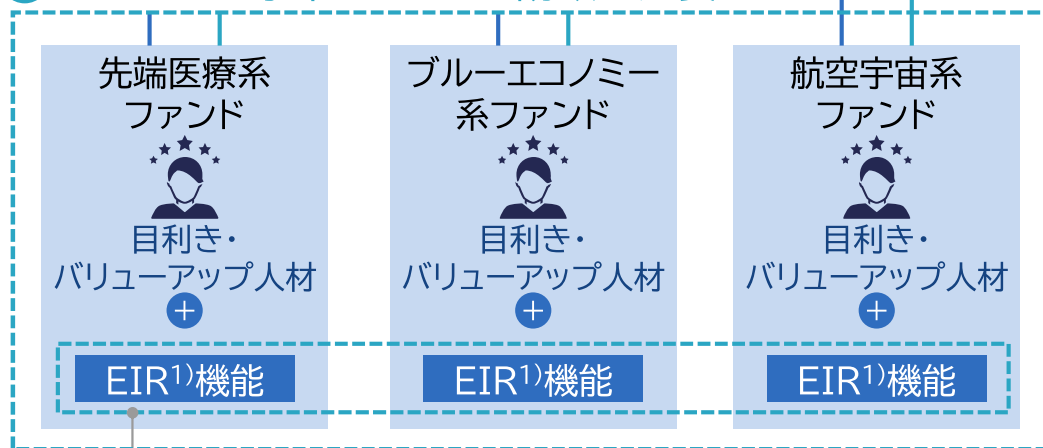 先端医療系
ファンド
目利き・
バリューアップ人材
EIR1)機能
ブルーエコノミー
系ファンド
目利き・
バリューアップ人材
EIR1)機能
航空宇宙系
ファンド
目利き・
バリューアップ人材
EIR1)機能